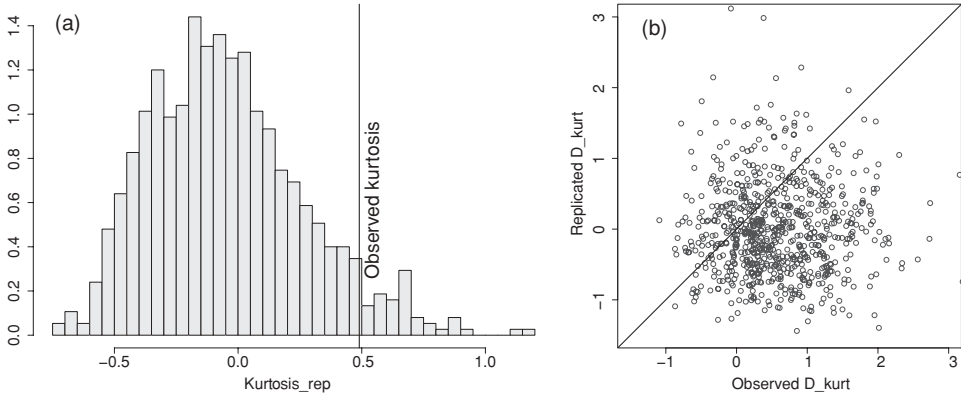 (a)
1.4
1.2
1.0
0.8
0.6
0.4
0.2
0.0
Observed kurtosis
−0.5 0.0 0.5 1.0
Kurtosis_rep
(b)
3
2
1
0
−1
Replicated D_kurt
−1 0 1 2 3
Observed D_kurt